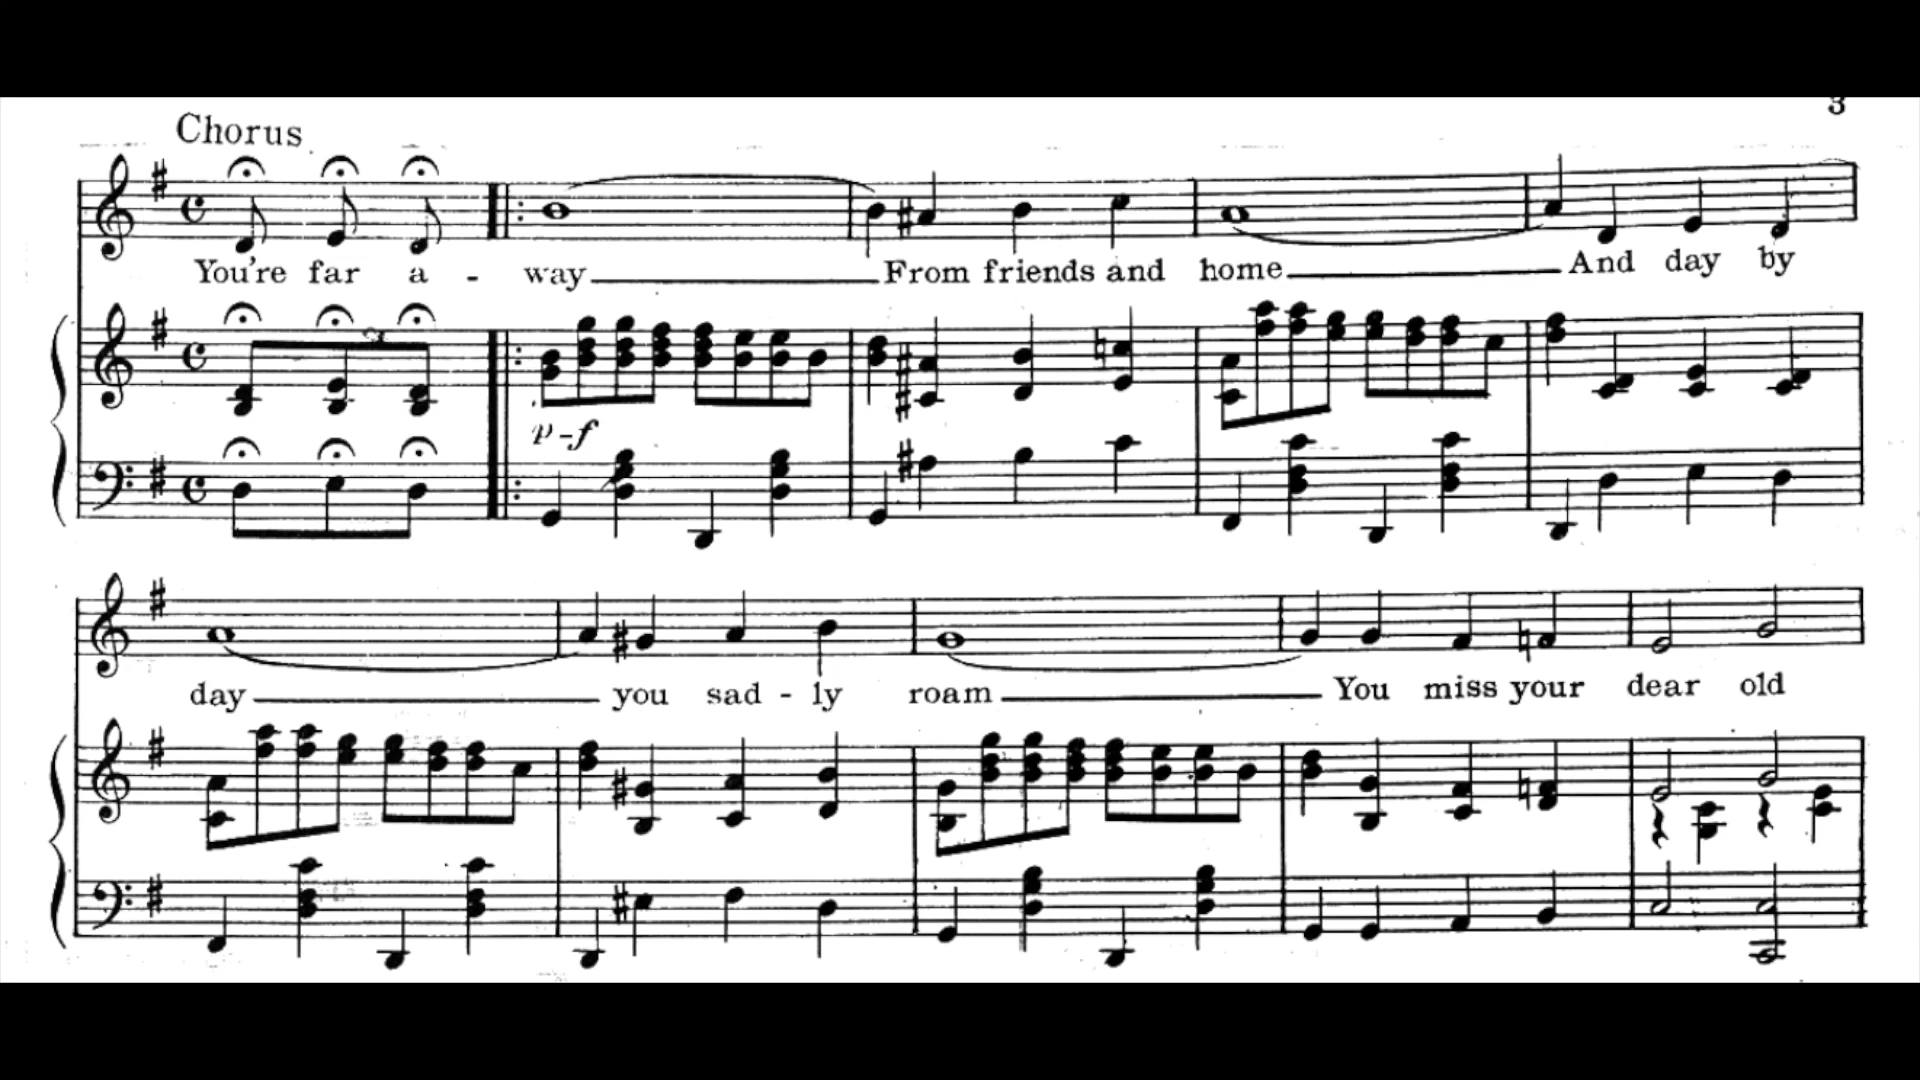 3
Chorus
You're far a - way From friends and home And day by
3
p-f
day you sad - ly roam You miss your dear old